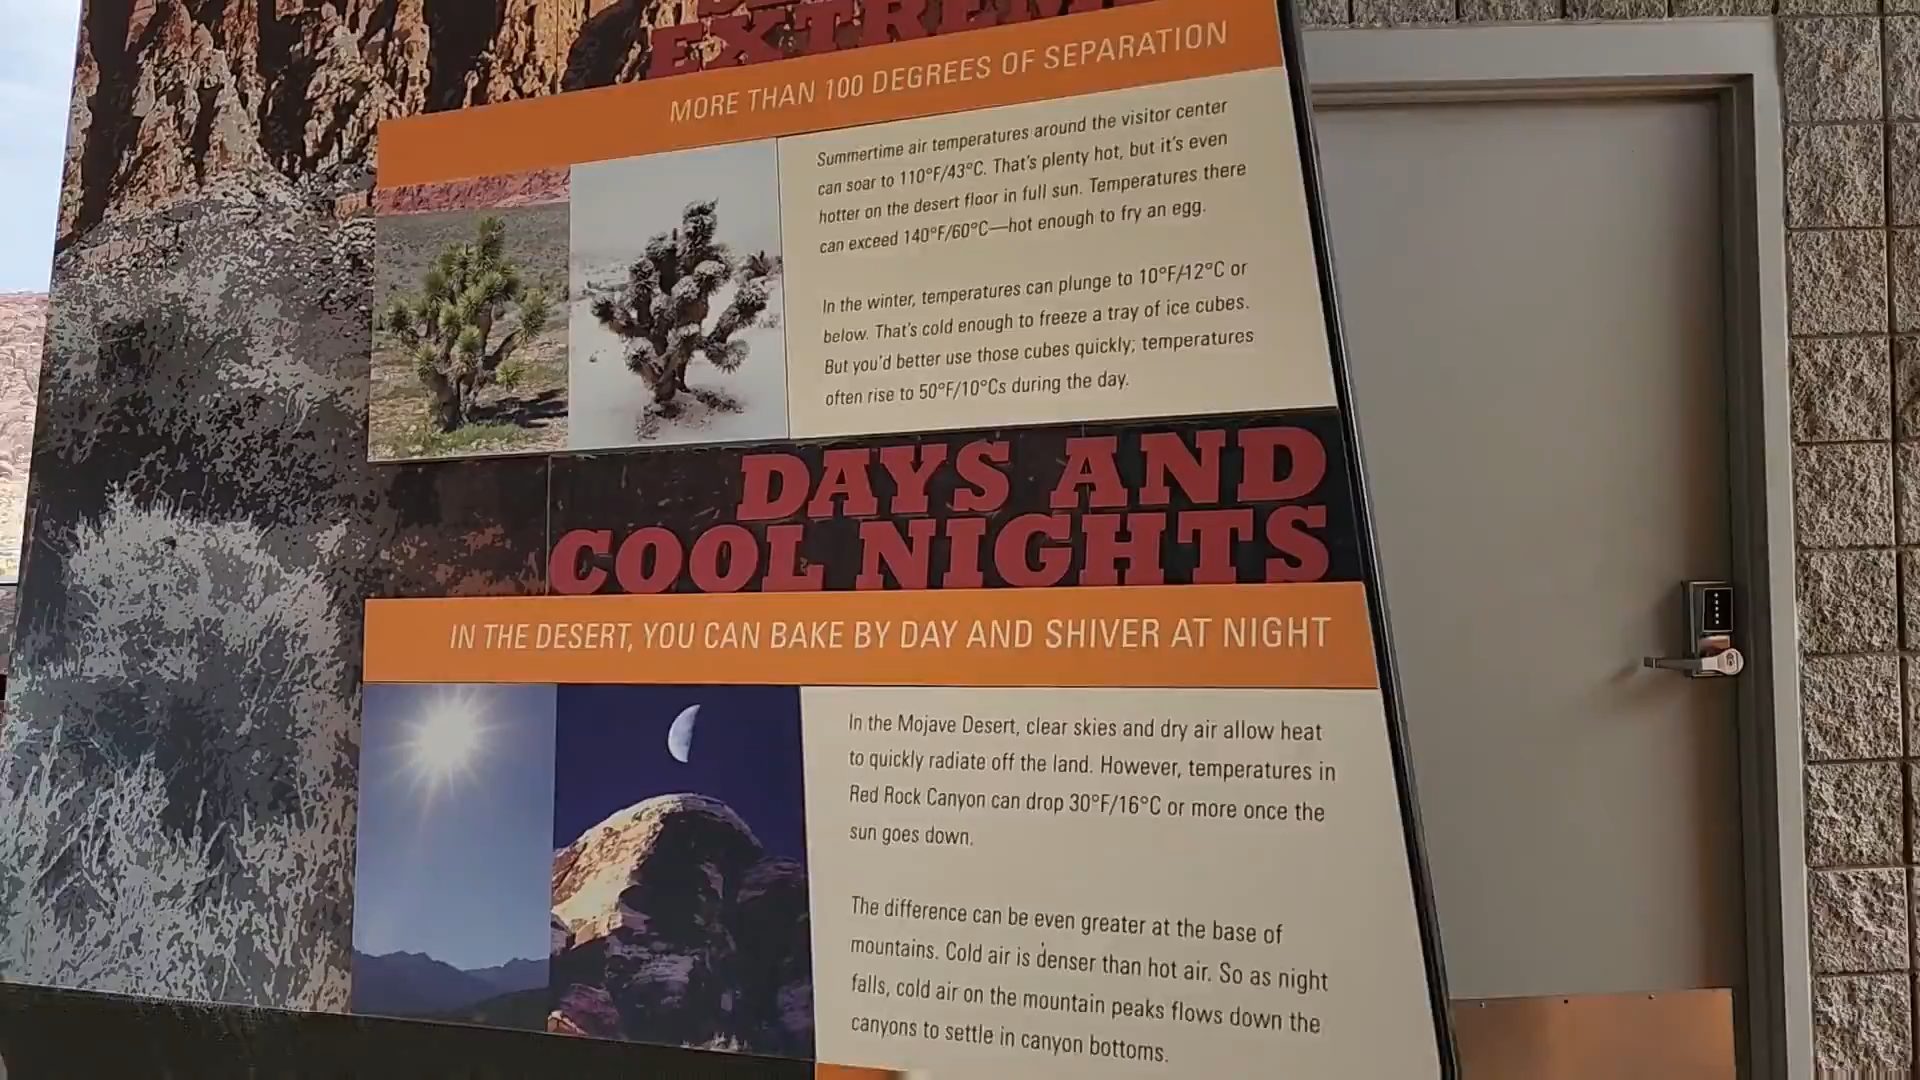 EXTREME
MORE THAN 100 DEGREES OF SEPARATION
Summertime air temperatures around the visitor center
can soar to 110°F/43°C. That's plenty hot, but it's even
hotter on the desert floor in full sun. Temperatures there
can exceed 140°F/60°C—hot enough to fry an egg.
In the winter, temperatures can plunge to 10°F/-12°C or
below. That's cold enough to freeze a tray of ice cubes.
But you'd better use those cubes quickly; temperatures
often rise to 50°F/10°Cs during the day.
DAYS AND
COOL NIGHTS
IN THE DESERT, YOU CAN BAKE BY DAY AND SHIVER AT NIGHT
In the Mojave Desert, clear skies and dry air allow heat
to quickly radiate off the land. However, temperatures in
Red Rock Canyon can drop 30°F/16°C or more once the
sun goes down.
The difference can be even greater at the base of
mountains. Cold air is denser than hot air. So as night
falls, cold air on the mountain peaks flows down the
canyons to settle in canyon bottoms.